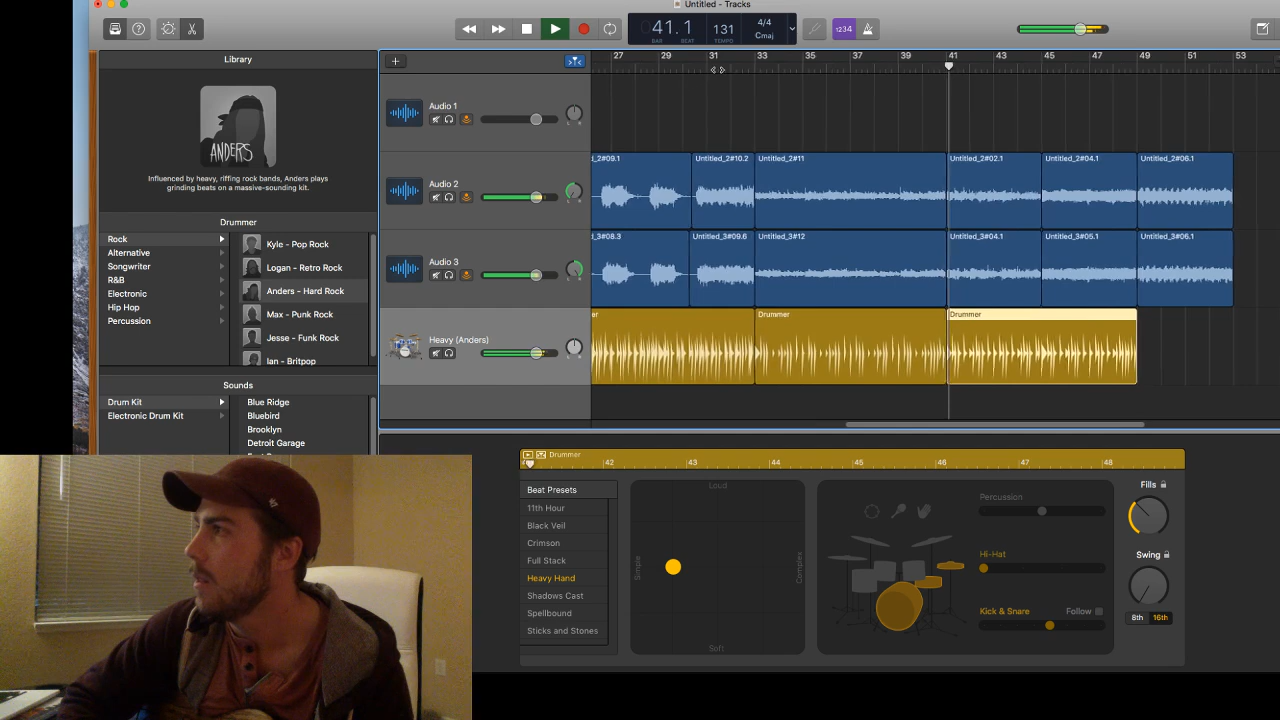 Untitled - Tracks
41.1
BAR
BEAT
131
TEMPO
4/4
Cmaj
1234
Library
ANDERS
Influenced by heavy, riffing rock bands, Anders plays
grinding beats on a massive-sounding kit.
Drummer
Rock
Alternative
Songwriter
R&B
Electronic
Hip Hop
Percussion
Kyle - Pop Rock
Logan - Retro Rock
Anders - Hard Rock
Max - Punk Rock
Jesse - Funk Rock
Ian - Britpop
Sounds
Drum Kit
Electronic Drum Kit
Blue Ridge
Bluebird
Brooklyn
Detroit Garage
27 29 31 33 35 37 39 41 43 45 47 49 51 53
Audio 1
L R
Audio 2
L R
d_2#09.1 Untitled_2#10.2 Untitled_2#11 Untitled_2#02.1 Untitled_2#04.1 Untitled_2#06.1
Audio 3
L R
_3#08.3 Untitled_3#09.6 Untitled_3#12 Untitled_3#04.1 Untitled_3#05.1 Untitled_3#06.1
Heavy (Anders)
L R
er Drummer Drummer
Drummer
42 43 44 45 46 47 48
Beat Presets
11th Hour
Black Veil
Crimson
Full Stack
Heavy Hand
Shadows Cast
Spellbound
Sticks and Stones
Loud
Simple
Complex
Soft
Percussion
Hi-Hat
Kick & Snare
Follow
Fills
Swing
8th 16th